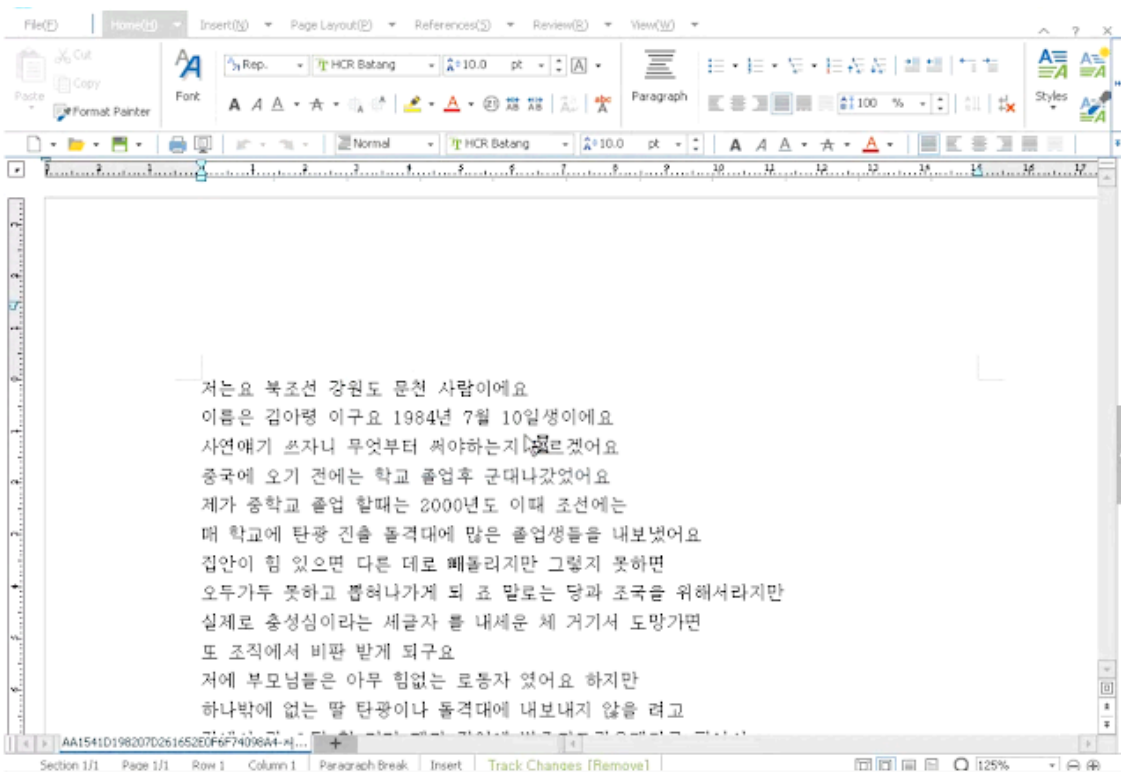 File(F) Home(H) Insert(N) Page Layout(P) References(S) Review(R) View(W) ?
Cut
Copy
Paste Format Painter
Font
Rep. HCR Batang 10.0 pt
Paragraph
100 %
Styles
Normal HCR Batang 10.0 pt
저는요 북조선 강원도 문천 사람이에요
이름은 김아령 이구요 1984년 7월 10일생이에요
사연얘기 쓰자니 무엇부터 써야하는지 르겠어요
중국에 오기 전에는 학교 졸업후 군대나갔었어요
제가 중학교 졸업 할때는 2000년도 이때 조선에는
매 학교에 탄광 진출 돌격대에 많은 졸업생들을 내보냈어요
집안이 힘 있으면 다른 데로 빼돌리지만 그렇지 못하면
오두가두 못하고 뽑혀나가게 되 죠 말로는 당과 조국을 위해서라지만
실제로 충성심이라는 세글자 를 내세운 체 거기서 도망가면
또 조직에서 비판 받게 되구요
저에 부모님들은 아무 힘없는 로동자 였어요 하지만
하나밖에 없는 딸 탄광이나 돌격대에 내보내지 않을 려고
AA1541D198207D261652E0F6F74098A4-서...
Section 1/1 Page 1/1 Row 1 Column 1 Paragraph Break Insert Track Changes [Remove] 125%